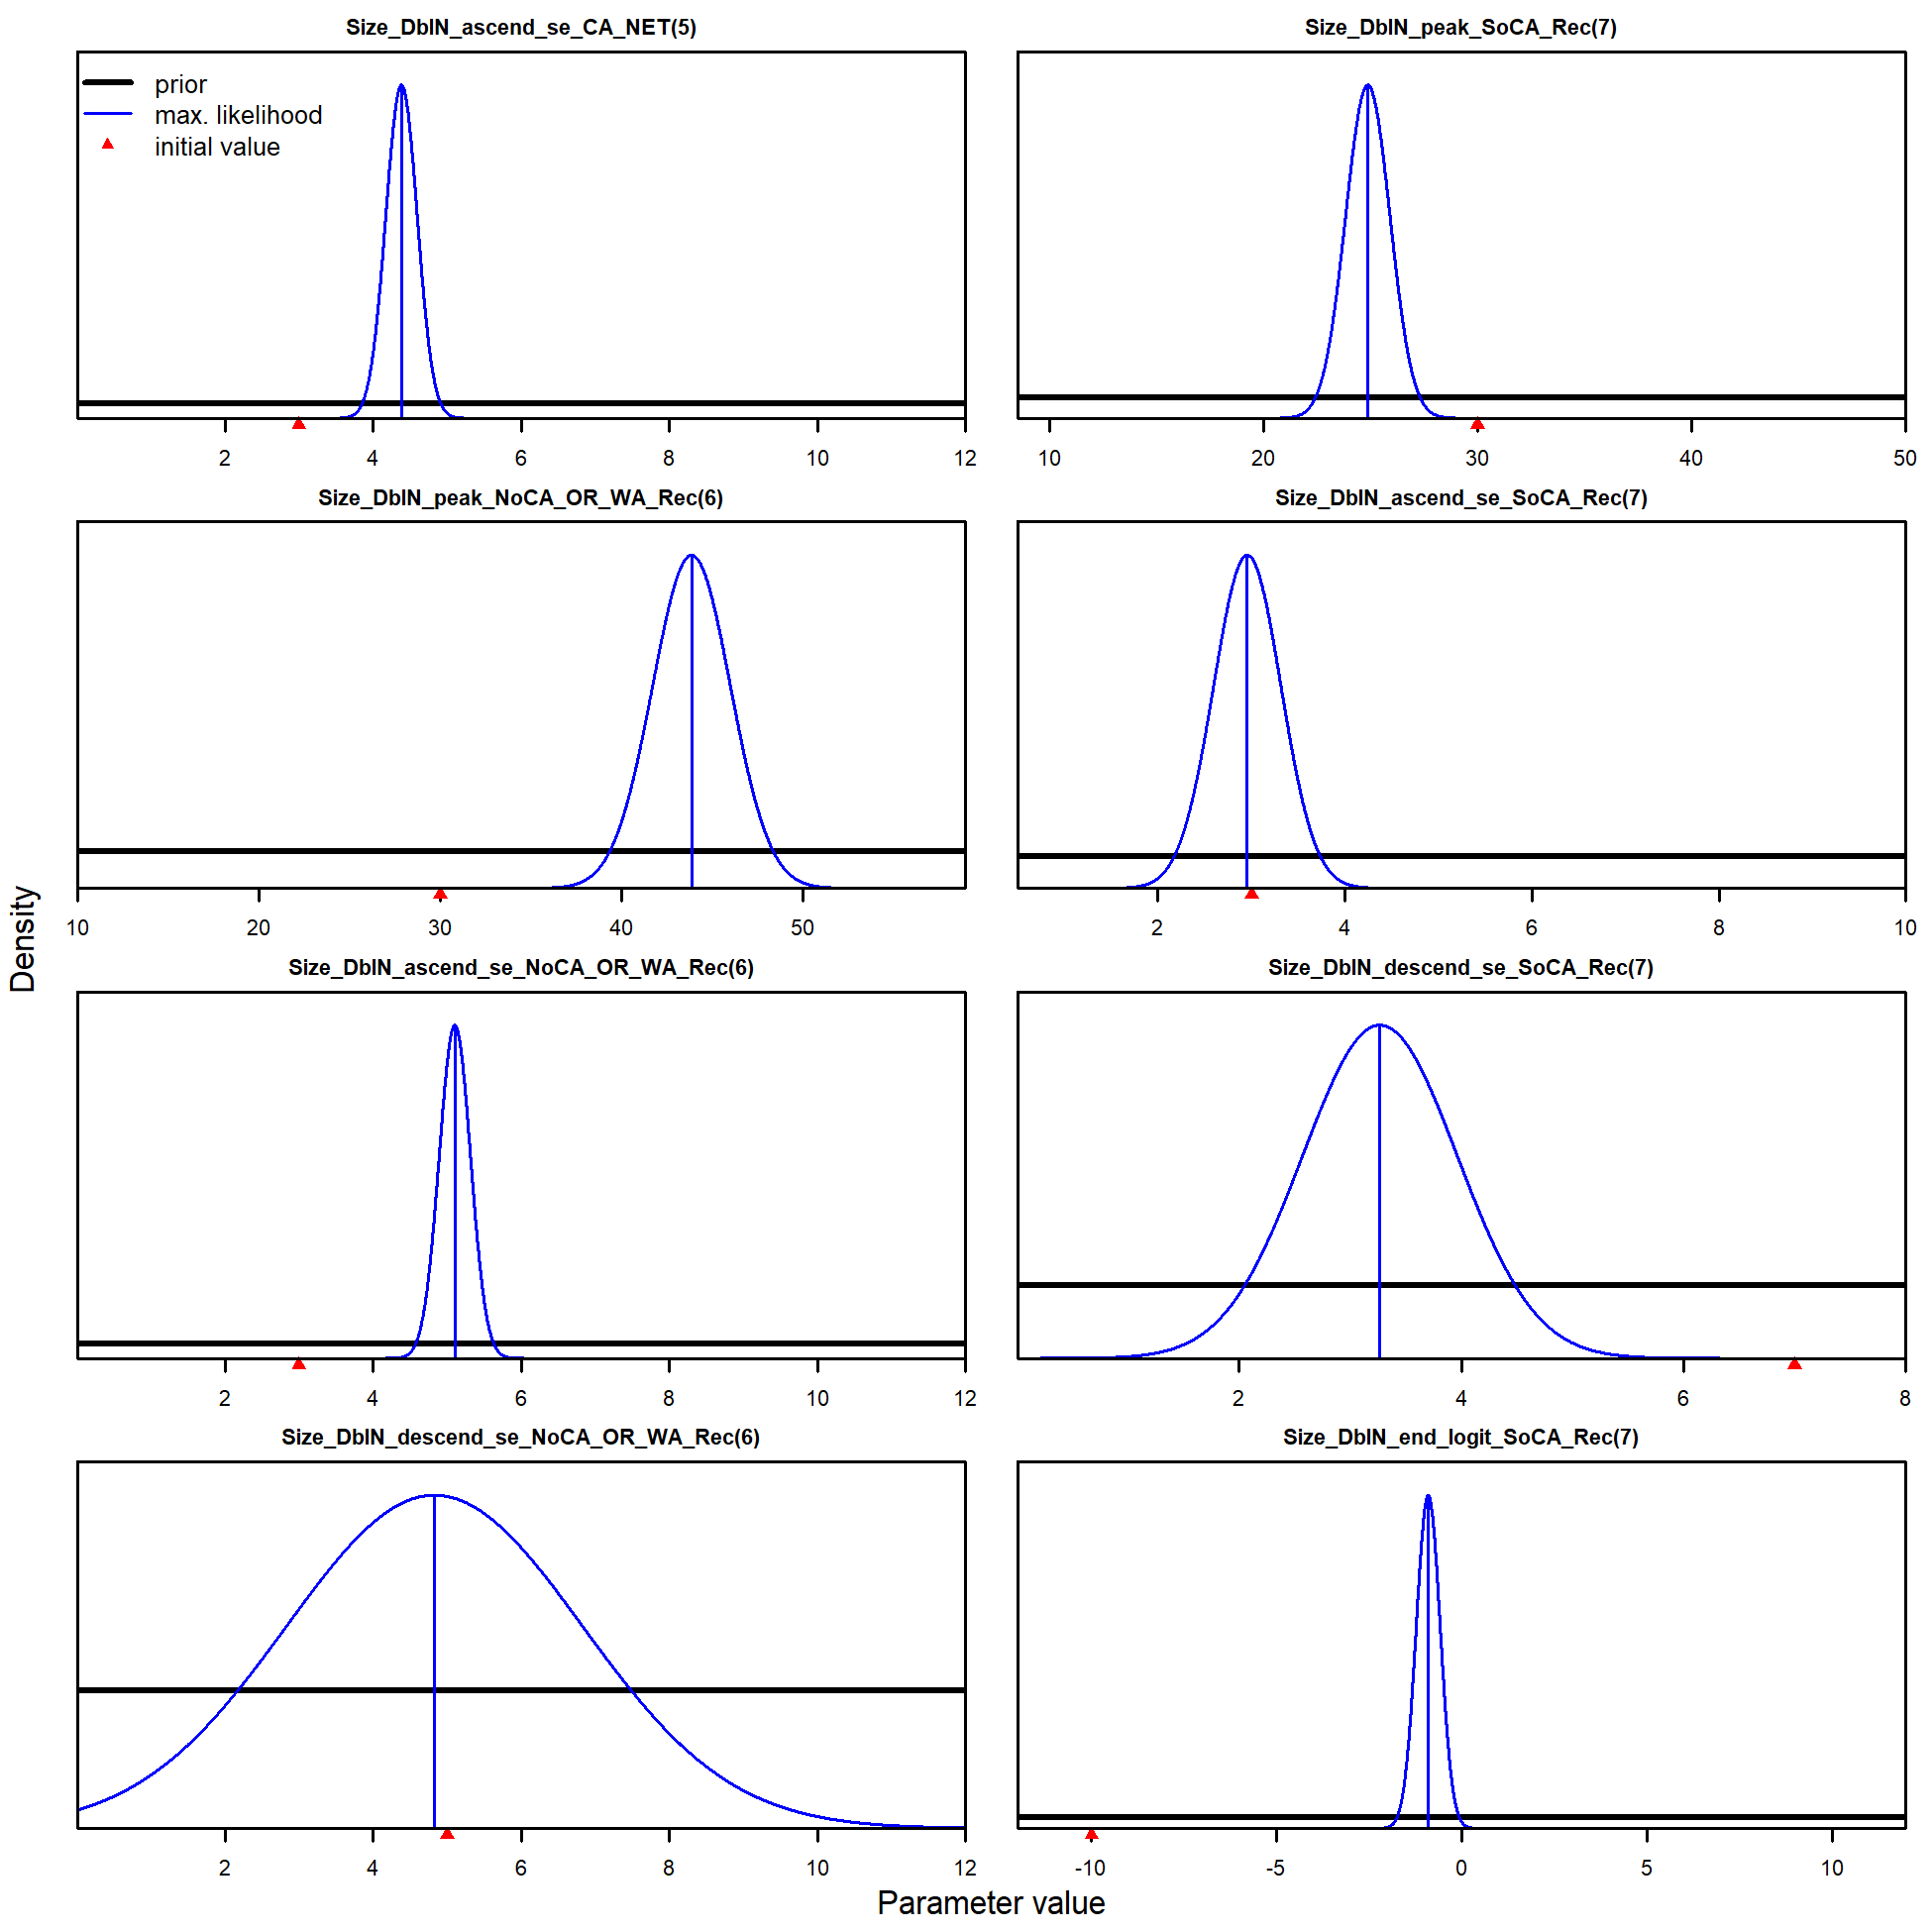 Size_DblN_ascend_se_CA_NET(5)
prior
max. likelihood
initial value
2 4 6 8 10 12
Size_DblN_peak_SoCA_Rec(7)
10 20 30 40 50
Size_DblN_peak_NoCA_OR_WA_Rec(6)
10 20 30 40 50
Size_DblN_ascend_se_SoCA_Rec(7)
2 4 6 8 10
Density
Size_DblN_ascend_se_NoCA_OR_WA_Rec(6)
2 4 6 8 10 12
Size_DblN_descend_se_SoCA_Rec(7)
2 4 6 8
Size_DblN_descend_se_NoCA_OR_WA_Rec(6)
2 4 6 8 10 12
Size_DblN_end_logit_SoCA_Rec(7)
-10 -5 0 5 10
Parameter value